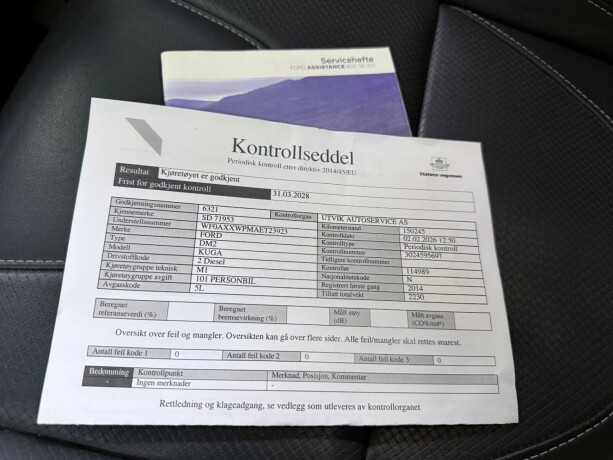 Servicehefte
FORD ASSISTANCE
Kontrollseddel
Periodisk kontroll etter direktiv 2014/45/EU
Statens vegvesen
Resultat Kjøretøyet er godkjent
Frist for godkjent kontroll 31.03.2028
Godkjenningsnummer 6321 Kontrollorgan UTVIK AUTOSERVICE AS
Kjennemerke SD 71953 Kilometerstand 150245
Understellsnummer WF0AXXWPMAET23923 Kontrolldato 02.02.2026 12:50
Merke FORD Kontrolltype Periodisk kontroll
Type DM2 Kontrollnummer 5024595697
Modell KUGA Tidligere kontrollnummer
Drivstoffkode 2 Diesel Kontrollør 114989
Kjøretøygruppe teknisk M1 Nasjonalitetskode N
Kjøretøygruppe avgift 101 PERSONBIL Registrert første gang 2014
Avgasskode 5L Tillatt totalvekt 2230
Beregnet referanseverdi (%) Beregnet bremsevirkning (%) Målt støy (dB) Målt avgass (CO%/m⁻¹)
Oversikt over feil og mangler. Oversikten kan gå over flere sider. Alle feil/mangler skal rettes snarest.
Antall feil kode 1 0 Antall feil kode 2 0 Antall feil kode 3 0
Bedømming Kontrollpunkt Merknad, Posisjon, Kommentar
- Ingen merknader -
Rettledning og klageadgang, se vedlegg som utleveres av kontrollorganet